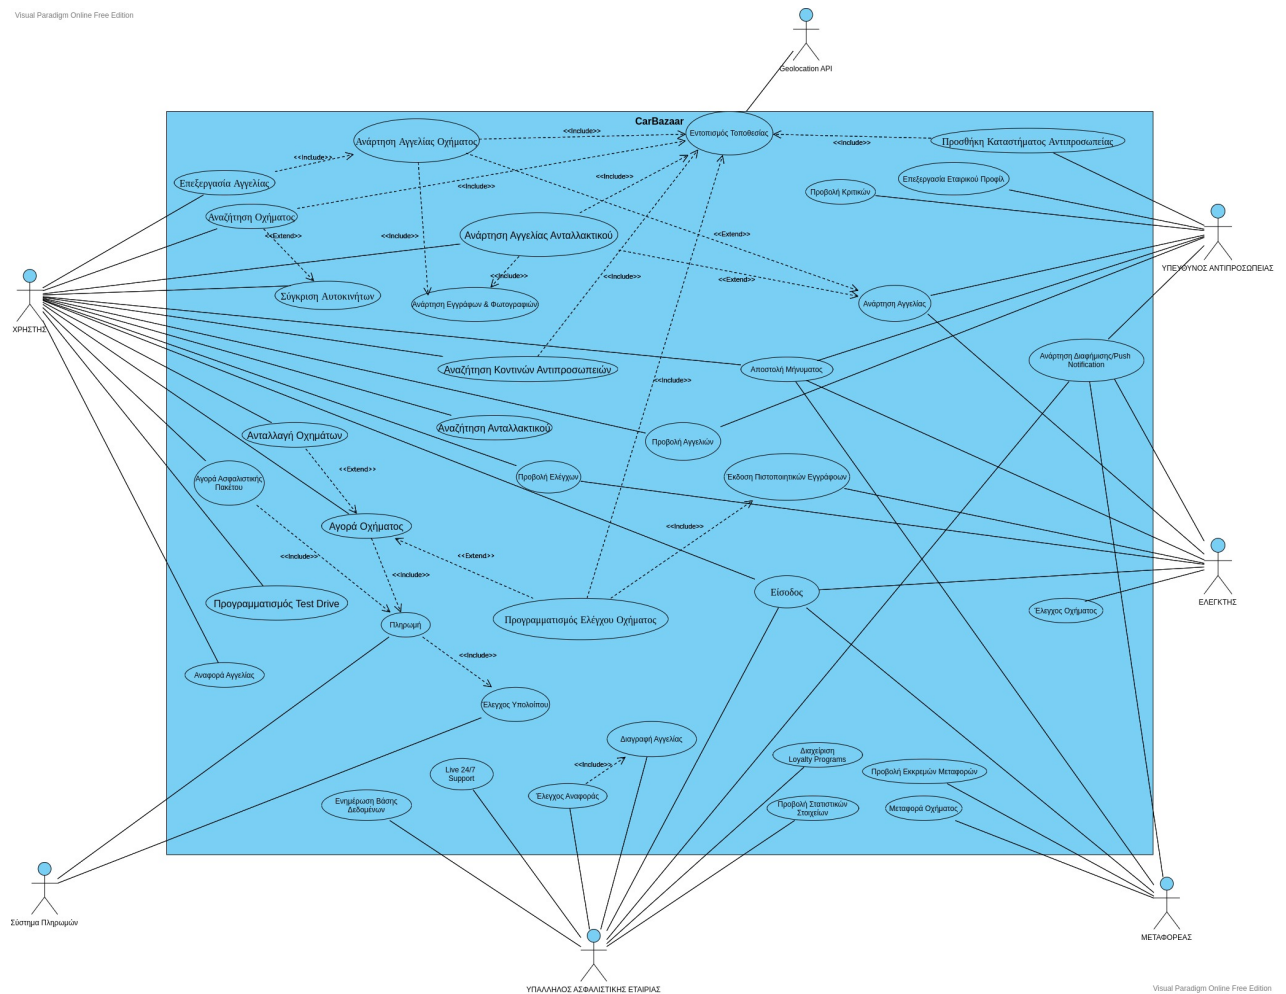 Visual Paradigm Online Free Edition
Geolocation API
CarBazaar
Ανάρτηση Αγγελίας Οχήματος
<<Include>>
Εντοπισμός Τοποθεσίας
<<Include>>
Προσθήκη Καταστήματος Αντιπροσωπείας
<<Include>>
Επεξεργασία Αγγελίας
<<Include>>
<<Include>>
Προβολή Κριτικών
Επεξεργασία Εταιρικού Προφίλ
Αναζήτηση Οχήματος
<<Extend>>
<<Include>>
Ανάρτηση Αγγελίας Ανταλλακτικού
<<Extend>>
ΥΠΕΥΘΥΝΟΣ ΑΝΤΙΠΡΟΣΩΠΕΙΑΣ
<<Include>>
<<Include>>
<<Extend>>
Σύγκριση Αυτοκινήτων
Ανάρτηση Εγγράφων & Φωτογραφιών
Ανάρτηση Αγγελίας
ΧΡΗΣΤΗΣ
Ανάρτηση Διαφήμισης/Push
Notification
Αναζήτηση Κοντινών Αντιπροσωπειών
<<Include>>
Αποστολή Μήνυματος
Ανταλλαγή Οχημάτων
Αναζήτηση Ανταλλακτικού
Προβολή Αγγελιών
<<Extend>>
Αγορά Ασφαλιστικής
Πακέτου
Προβολή Ελέγχων
Έκδοση Πιστοποιητικών Εγγράφοων
Αγορά Οχήματος
<<Include>>
<<Include>>
<<Extend>>
<<Include>>
Προγραμματισμός Test Drive
Προγραμματισμός Ελέγχου Οχήματος
Είσοδος
Έλεγχος Οχήματος
ΕΛΕΓΚΤΗΣ
Πληρωμή
<<Include>>
Αναφορά Αγγελίας
Έλεγχος Υπολοίπου
Διαγραφή Αγγελίας
<<Include>>
Διαχείριση
Loyalty Programs
Live 24/7
Support
Προβολή Εκκρεμών Μεταφορών
Ενημέρωση Βάσης
Δεδομένων
Έλεγχος Αναφοράς
Προβολή Στατιστικών
Στοιχείων
Μεταφορά Οχήματος
Σύστημα Πληρωμών
ΜΕΤΑΦΟΡΕΑΣ
ΥΠΑΛΛΗΛΟΣ ΑΣΦΑΛΙΣΤΙΚΗΣ ΕΤΑΙΡΙΑΣ
Visual Paradigm Online Free Edition